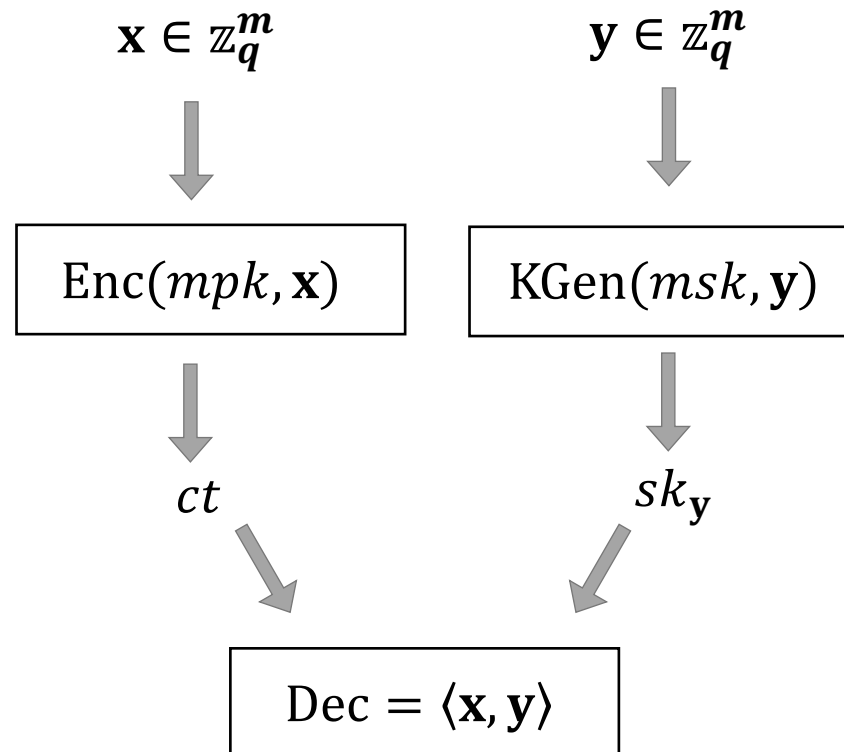 𝐱 ∈ ℤ_q^m
𝐲 ∈ ℤ_q^m
Enc(mpk, 𝐱)
KGen(msk, 𝐲)
ct
sk_𝐲
Dec = ⟨𝐱, 𝐲⟩